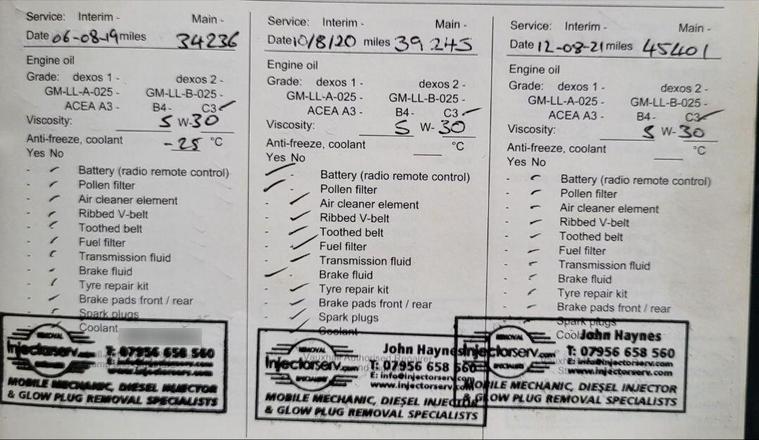 Service: Interim - Main -
Date 06-08-19 miles 34236
Engine oil
Grade: dexos 1 - dexos 2 -
GM-LL-A-025 - GM-LL-B-025 -
ACEA A3 - B4 - C3 ✓
Viscosity: 5 W-30
Anti-freeze, coolant -25 °C
Yes No
- ✓ Battery (radio remote control)
- ✓ Pollen filter
- ✓ Air cleaner element
- ✓ Ribbed V-belt
- ✓ Toothed belt
- ✓ Fuel filter
- ✓ Transmission fluid
- ✓ Brake fluid
- ✓ Tyre repair kit
- ✓ Brake pads front / rear
- ✓ Spark plugs
Coolant
REMOVAL
Injectorserv.com
SPECIALISTS
T: 07956 658 560
www.injectorserv.com
MOBILE MECHANIC, DIESEL INJECTOR
& GLOW PLUG REMOVAL SPECIALISTS
Service: Interim - Main -
Date 10/8/20 miles 39 245
Engine oil
Grade: dexos 1 - dexos 2 -
GM-LL-A-025 - GM-LL-B-025 -
ACEA A3 - B4 - C3 ✓
Viscosity: 5 W- 30
Anti-freeze, coolant °C
Yes No
✓ Battery (radio remote control)
✓ - Pollen filter
- ✓ Air cleaner element
- ✓ Ribbed V-belt
- ✓ Toothed belt
- ✓ Fuel filter
- ✓ Transmission fluid
✓ - Brake fluid
- ✓ Tyre repair kit
- ✓ Brake pads front / rear
- ✓ Spark plugs
- ✓ Coolant
REMOVAL
Injectorserv.com
SPECIALISTS
John Haynes
T: 07956 658 560
E: info@injectorserv.com
www.injectorserv.com
MOBILE MECHANIC, DIESEL INJECTOR
& GLOW PLUG REMOVAL SPECIALISTS
Service: Interim - Main -
Date 12-08-21 miles 45401
Engine oil
Grade: dexos 1 - dexos 2 -
GM-LL-A-025 - GM-LL-B-025 -
ACEA A3 - B4 - C3 ✓
Viscosity: 5 W- 30
Anti-freeze, coolant °C
Yes No
- ✓ Battery (radio remote control)
- ✓ Pollen filter
- ✓ Air cleaner element
- ✓ Ribbed V-belt
- ✓ Toothed belt
- ✓ Fuel filter
- ✓ Transmission fluid
- ✓ Brake fluid
- ✓ Tyre repair kit
- ✓ Brake pads front / rear
- ✓ Spark plugs
REMOVAL
Injectorserv.com
SPECIALISTS
John Haynes
T: 07956 658 560
www.injectorserv.com
MOBILE MECHANIC, DIESEL INJECTOR
& GLOW PLUG REMOVAL SPECIALISTS